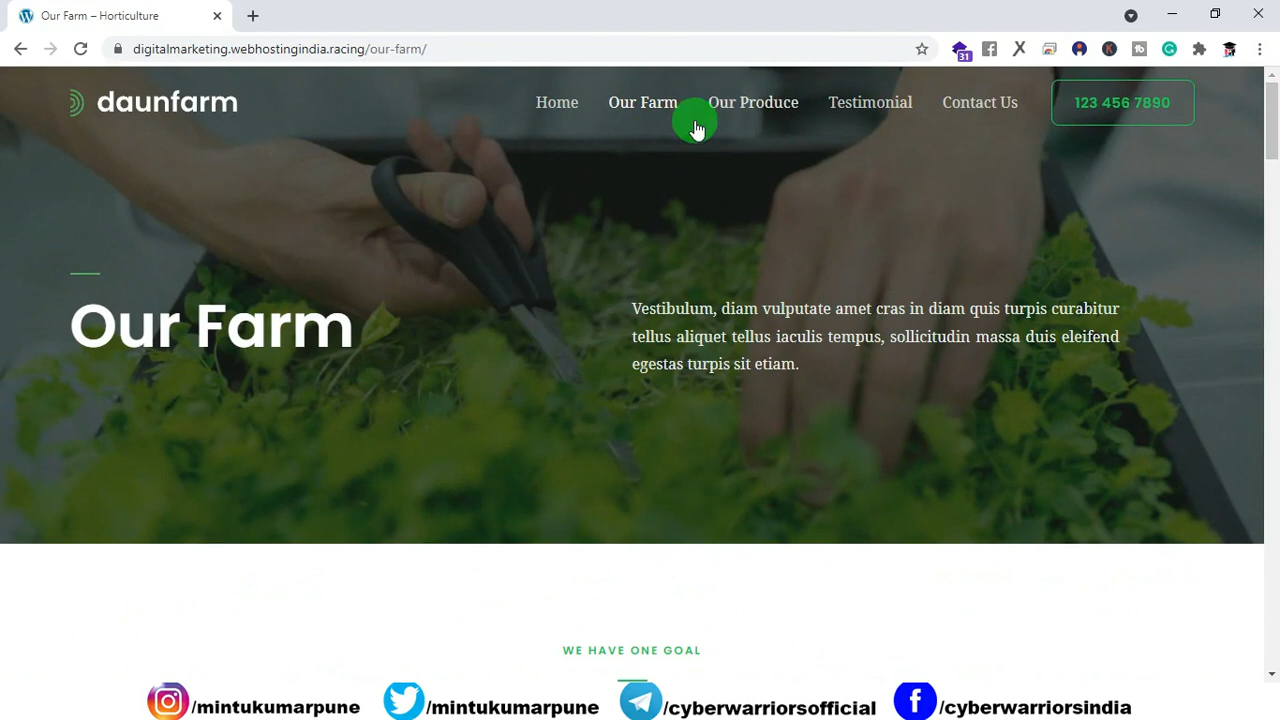 Our Farm – Horticulture
digitalmarketing.webhostingindia.racing/our-farm/
31
daunfarm
Home Our Farm Our Produce Testimonial Contact Us 123 456 7890
Our Farm
Vestibulum, diam vulputate amet cras in diam quis turpis curabitur
tellus aliquet tellus iaculis tempus, sollicitudin massa duis eleifend
egestas turpis sit etiam.
WE HAVE ONE GOAL
/mintukumarpune /mintukumarpune /cyberwarriorsofficial /cyberwarriorsindia